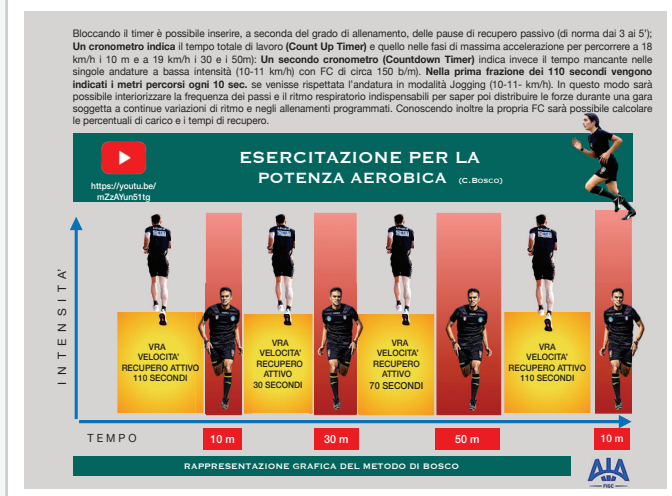 Bloccando il timer è possibile inserire, a seconda del grado di allenamento, delle pause di recupero passivo (di norma dai 3 ai 5');
Un cronometro indica il tempo totale di lavoro (Count Up Timer) e quello nelle fasi di massima accelerazione per percorrere a 18
km/h i 10 m e a 19 km/h i 30 e i 50m): Un secondo cronometro (Countdown Timer) indica invece il tempo mancante nelle
singole andature a bassa intensità (10-11 km/h) con FC di circa 150 b/m). Nella prima frazione dei 110 secondi vengono
indicati i metri percorsi ogni 10 sec. se venisse rispettata l'andatura in modalità Jogging (10-11- km/h). In questo modo sarà
possibile interiorizzare la frequenza dei passi e il ritmo respiratorio indispensabili per saper poi distribuire le forze durante una gara
soggetta a continue variazioni di ritmo e negli allenamenti programmati. Conoscendo inoltre la propria FC sarà possibile calcolare
le percentuali di carico e i tempi di recupero.
https://youtu.be/
mZzAYun51tg
ESERCITAZIONE PER LA
POTENZA AEROBICA (C.BOSCO)
INTENSITA'
VRA
VELOCITA'
RECUPERO ATTIVO
110 SECONDI
VRA
VELOCITA'
RECUPERO
ATTIVO
30 SECONDI
VRA
VELOCITA'
RECUPERO
ATTIVO
70 SECONDI
VRA
VELOCITA'
RECUPERO ATTIVO
110 SECONDI
TEMPO
10 m
30 m
50 m
10 m
RAPPRESENTAZIONE GRAFICA DEL METODO DI BOSCO
AIA
FIGC